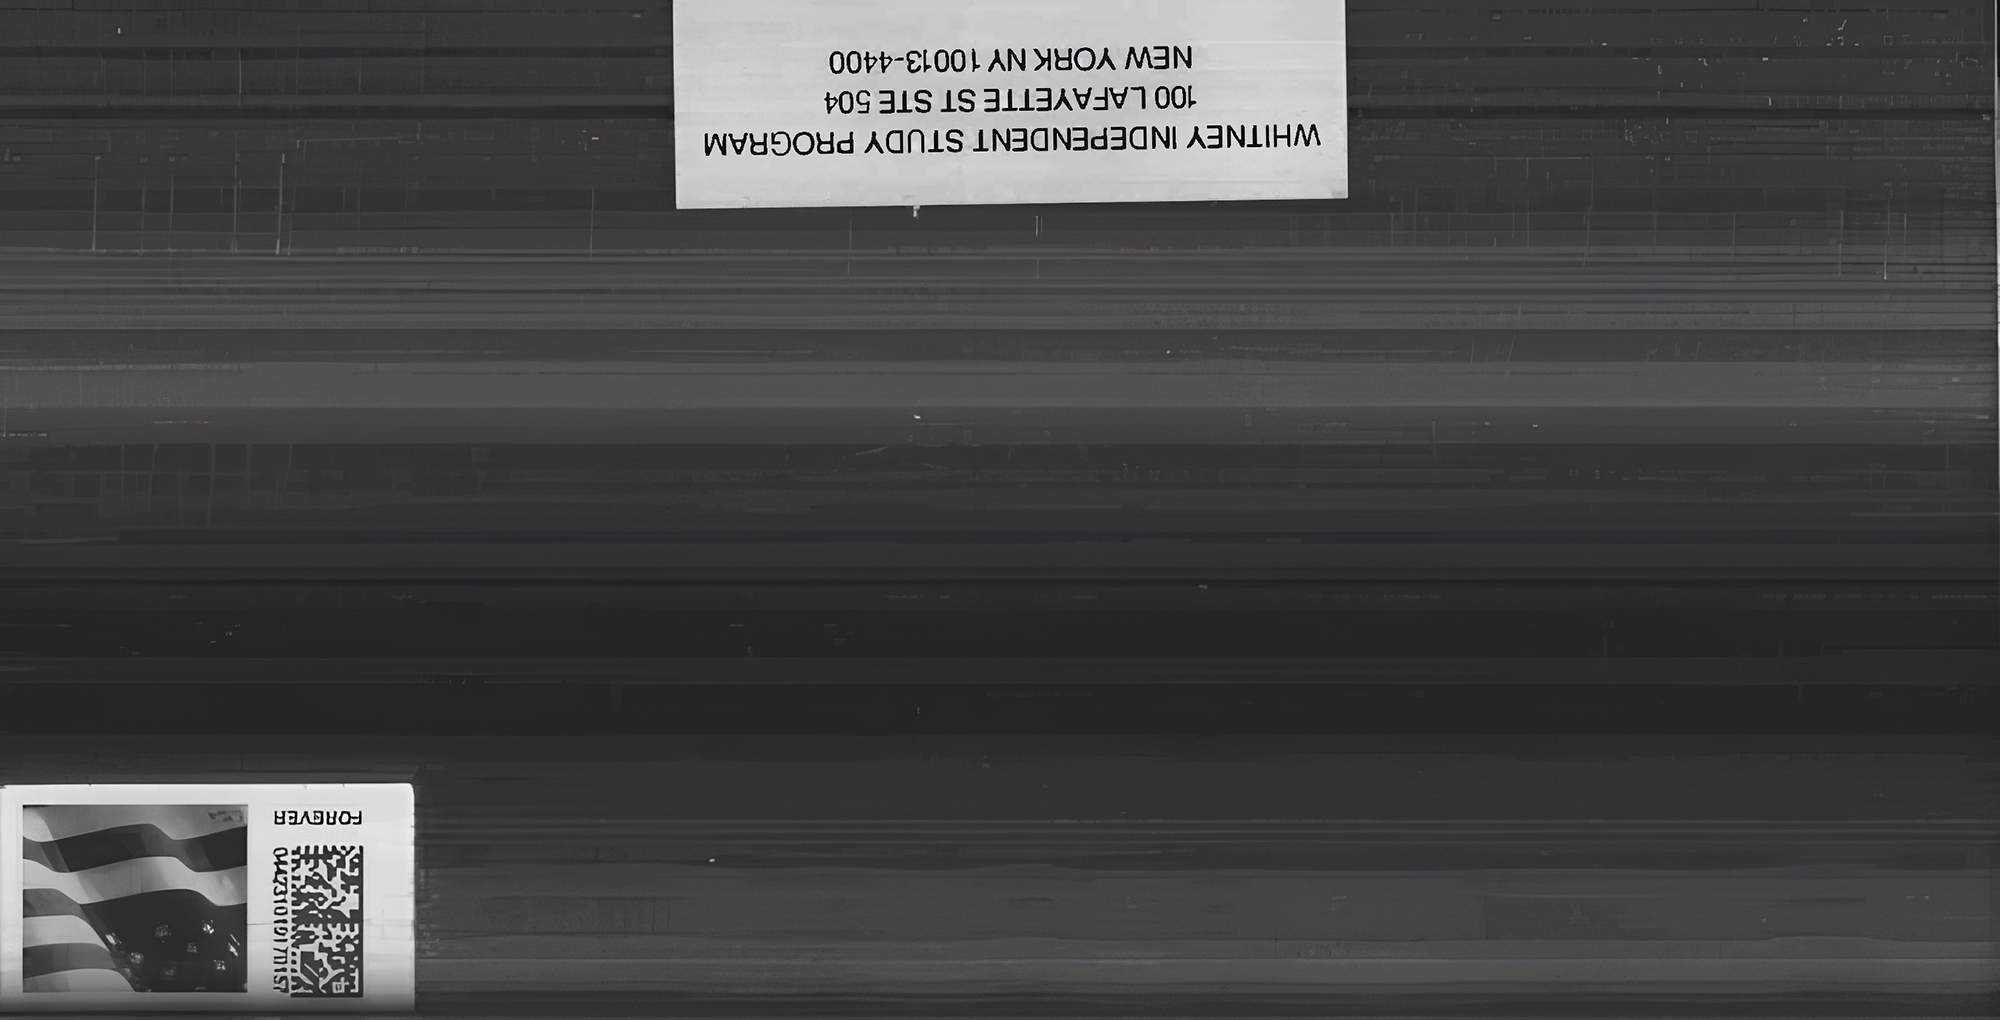 WHITNEY INDEPENDENT STUDY PROGRAM
100 LAFAYETTE ST STE 504
NEW YORK NY 10013-4400
FOREVER